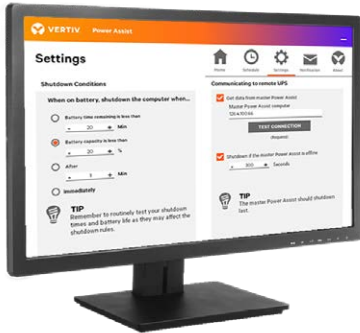 VERTIV Power Assist
Settings
Home
Schedule
Settings
Notification
About
Shutdown Conditions
When on battery, shutdown the computer when...
Battery time remaining is less than
- 20 + Min
Battery capacity is less than
- 20 + %
After
- 5 + Min
Immediately
TIP
Remember to routinely test your shutdown
times and battery life as they may affect the
shutdown rules.
Communicating to remote UPS
Get data from master Power Assist
Master Power Assist computer
TEST CONNECTION
(Required)
Shutdown if the master Power Assist is offline
- 300 + Seconds
TIP
The master Power Assist should shutdown
last.